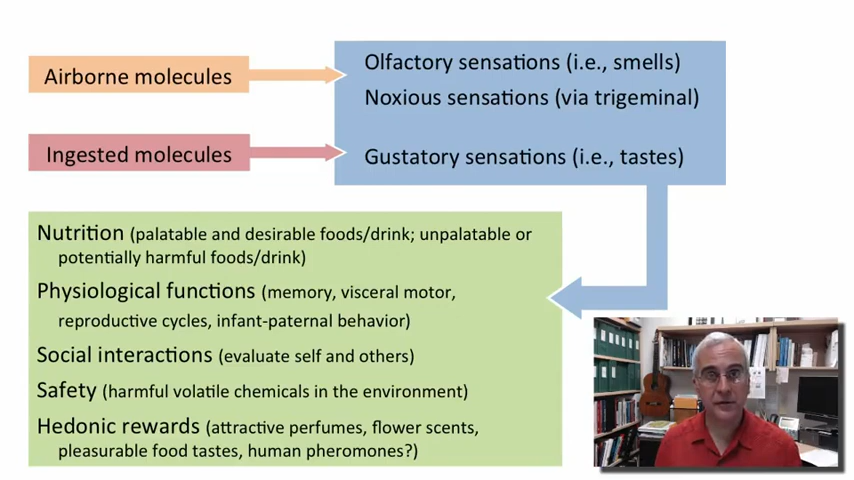 Airborne molecules
Olfactory sensations (i.e., smells)
Noxious sensations (via trigeminal)
Ingested molecules
Gustatory sensations (i.e., tastes)
Nutrition (palatable and desirable foods/drink; unpalatable or
potentially harmful foods/drink)
Physiological functions (memory, visceral motor,
reproductive cycles, infant-paternal behavior)
Social interactions (evaluate self and others)
Safety (harmful volatile chemicals in the environment)
Hedonic rewards (attractive perfumes, flower scents,
pleasurable food tastes, human pheromones?)